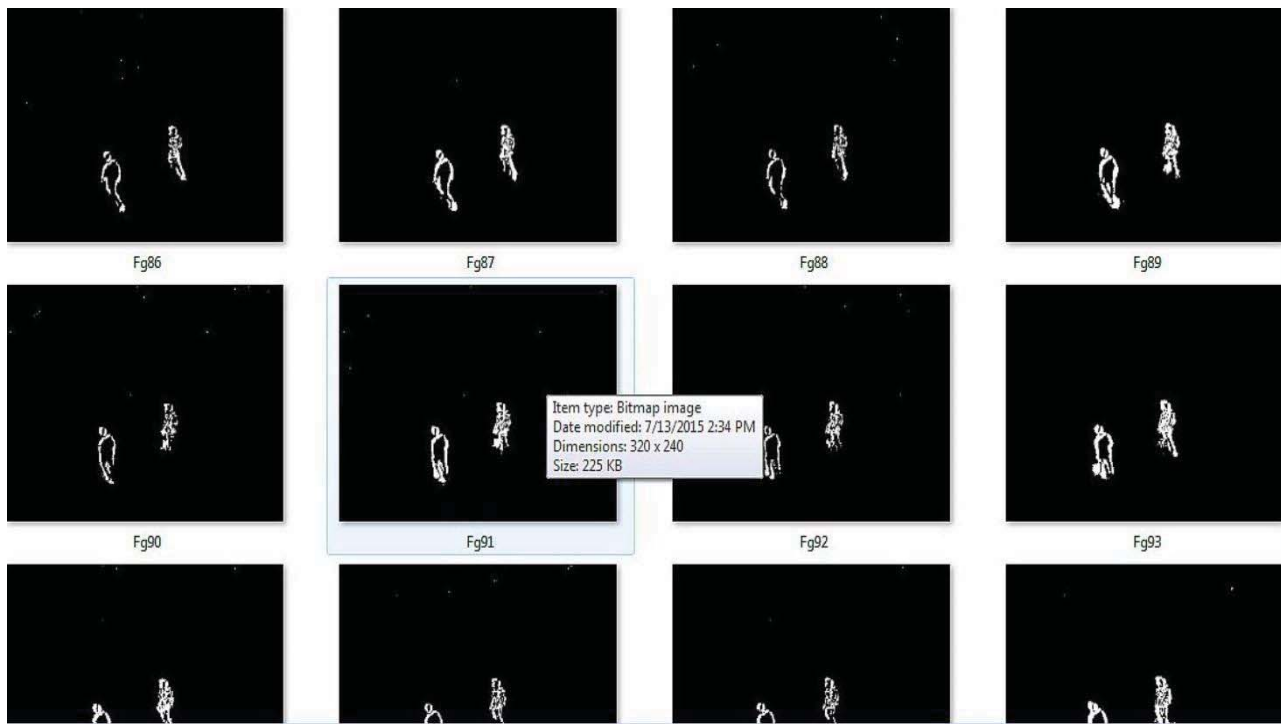 Fg86
Fg87
Fg88
Fg89
Item type: Bitmap image
Date modified: 7/13/2015 2:34 PM
Dimensions: 320 x 240
Size: 225 KB
Fg90
Fg91
Fg92
Fg93